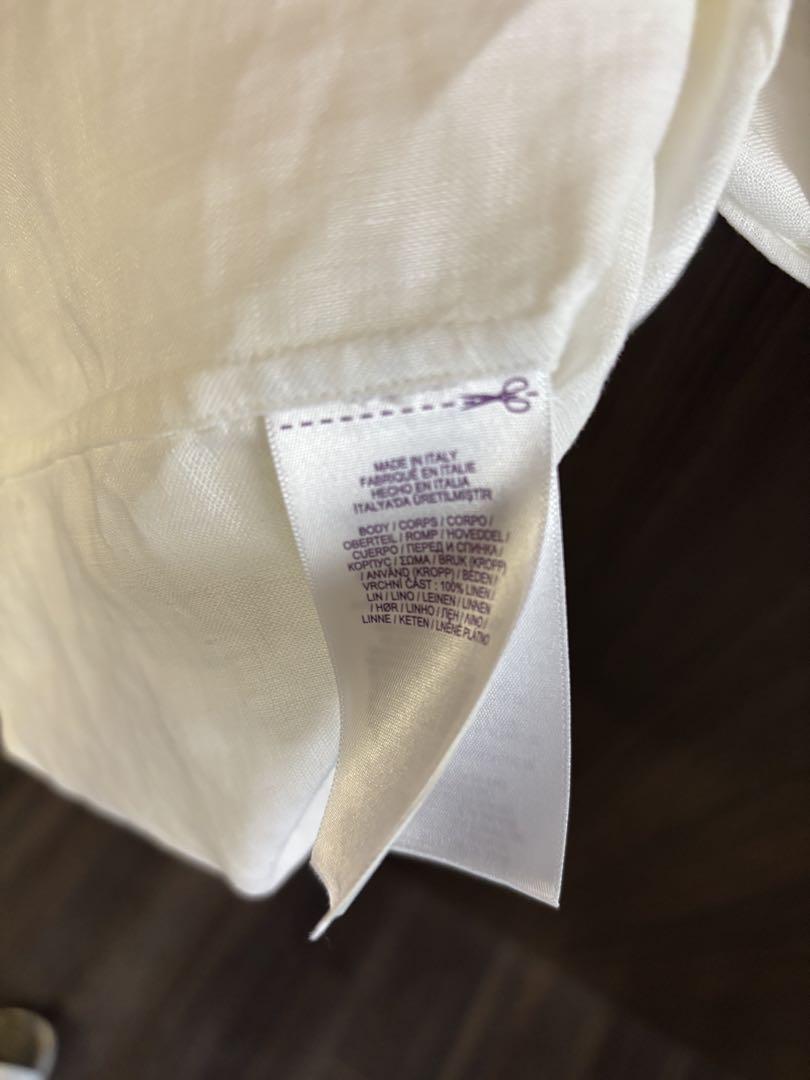 MADE IN ITALY
FABRIQUÉ EN ITALIE
HECHO EN ITALIA
İTALYA'DA ÜRETILMIŞTIR
BODY / CORPS / CORPO /
OBERTEIL / ROMP / HOVEDDEL /
CUERPO / ПЕРЕД И СПИНКА /
КОРПУС / ΣΩΜΑ / BRUK (KROPP)
/ ANVÄND (KROPP) / BEDEN /
VRCHNÍ ČÁST : 100% LINEN /
LIN / LINO / LEINEN / LINNEN
/ HØR / LINHO / ЛЕН / ΛΙΝΟ /
LINNE / KETEN / LNĚNÉ PLÁTNO